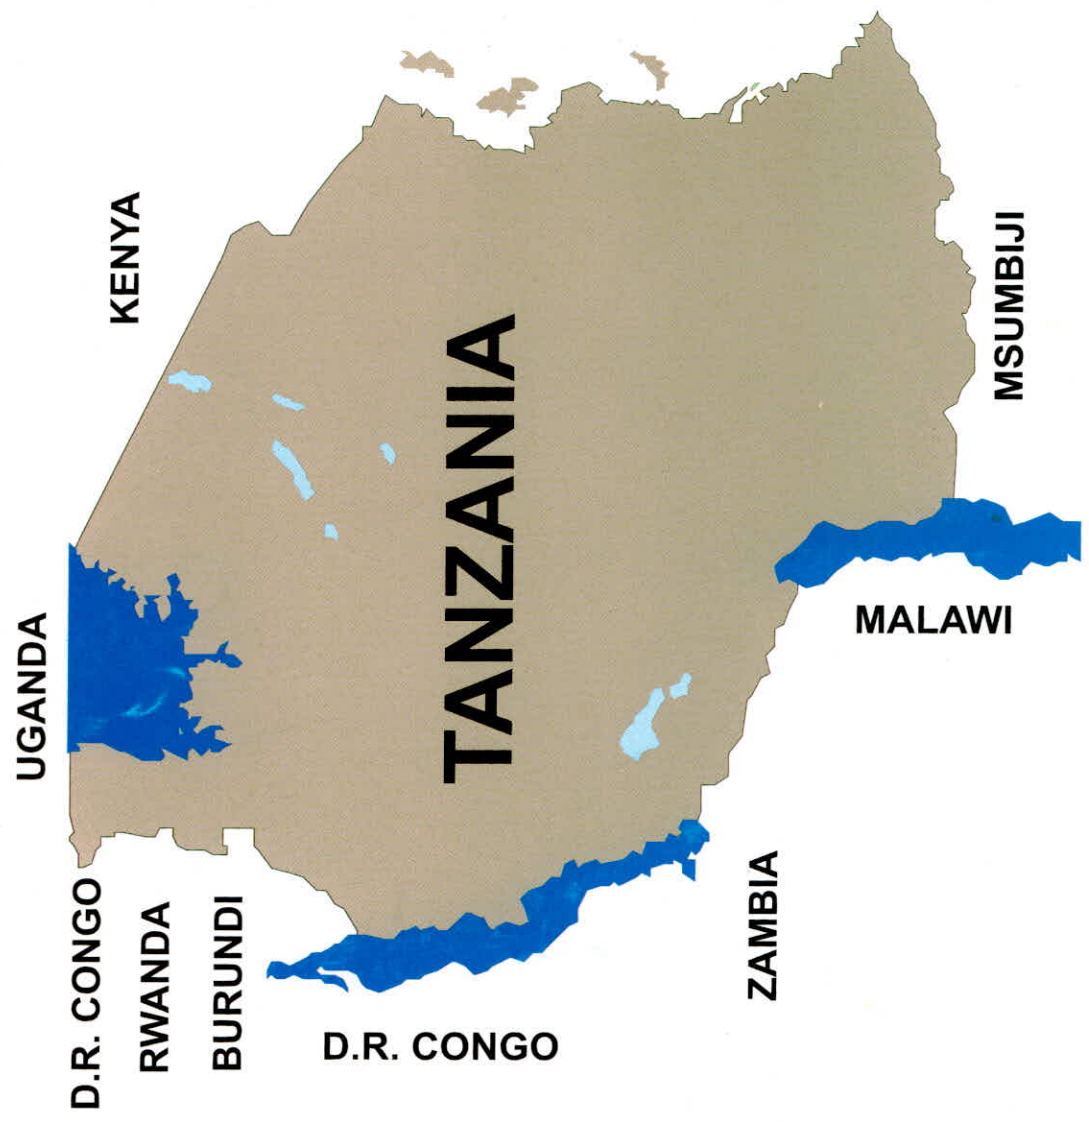 UGANDA
KENYA
D.R. CONGO
RWANDA
BURUNDI
TANZANIA
D.R. CONGO
ZAMBIA
MALAWI
MSUMBIJI